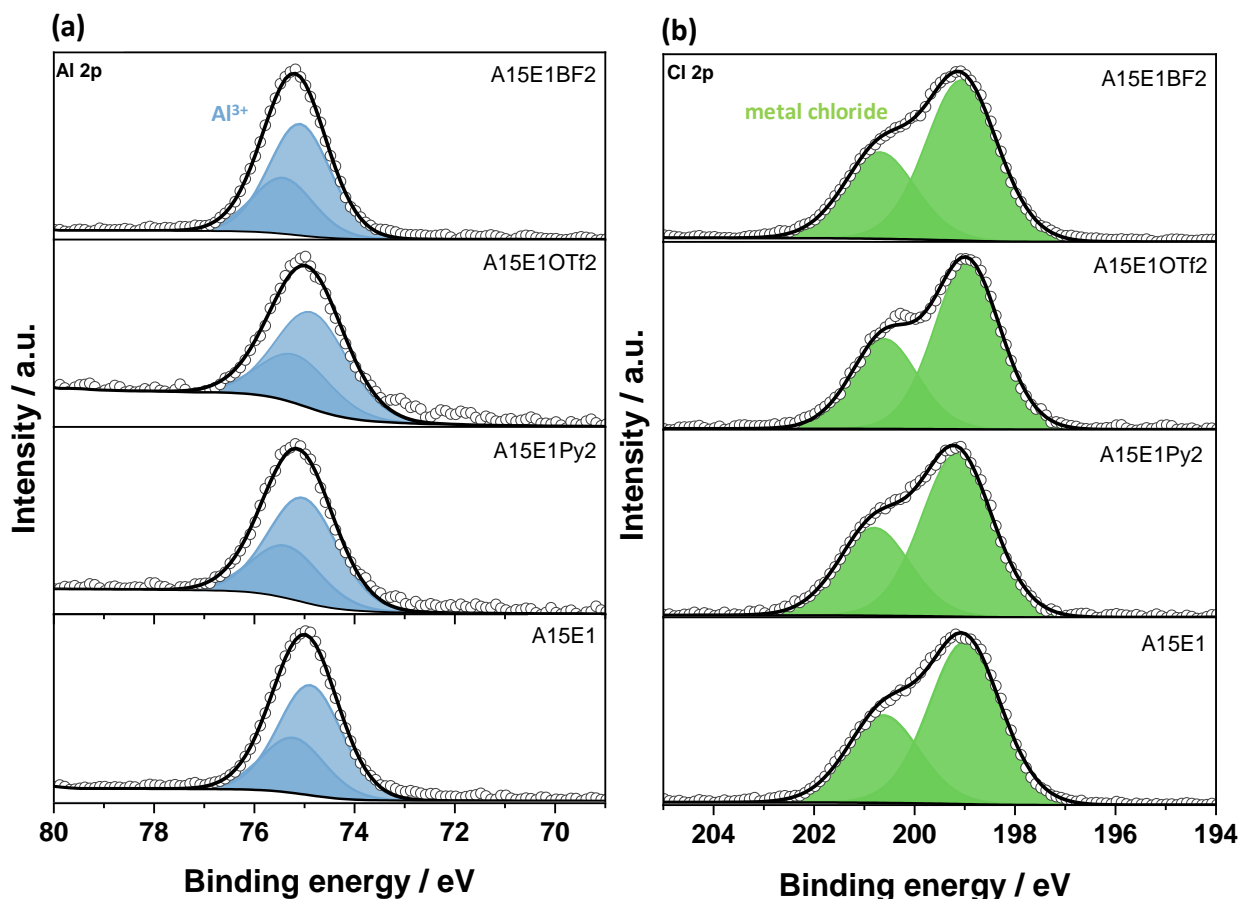 (a)
Al 2p
A15E1BF2
Al³⁺
A15E1OTf2
A15E1Py2
A15E1
Intensity / a.u.
80 78 76 74 72 70
Binding energy / eV
(b)
Cl 2p
A15E1BF2
metal chloride
A15E1OTf2
A15E1Py2
A15E1
Intensity / a.u.
204 202 200 198 196 194
Binding energy / eV